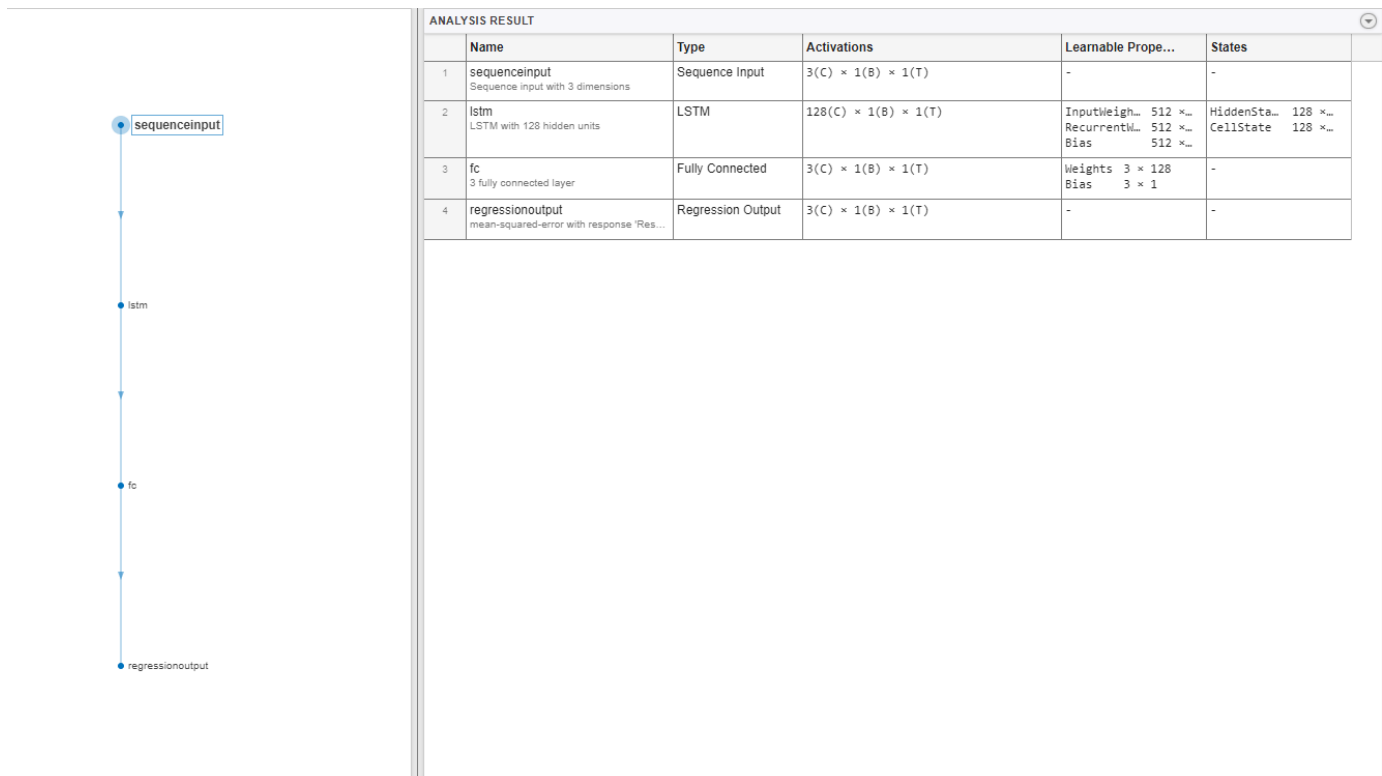 sequenceinput
lstm
fc
regressionoutput
ANALYSIS RESULT
Name Type Activations Learnable Prope... States
1 sequenceinput Sequence Input 3(C) × 1(B) × 1(T) - -
Sequence input with 3 dimensions
2 lstm LSTM 128(C) × 1(B) × 1(T) InputWeigh… 512 ×… HiddenSta… 128 ×…
LSTM with 128 hidden units RecurrentW… 512 ×… CellState 128 ×…
Bias 512 ×…
3 fc Fully Connected 3(C) × 1(B) × 1(T) Weights 3 × 128 -
3 fully connected layer Bias 3 × 1
4 regressionoutput Regression Output 3(C) × 1(B) × 1(T) - -
mean-squared-error with response 'Res...